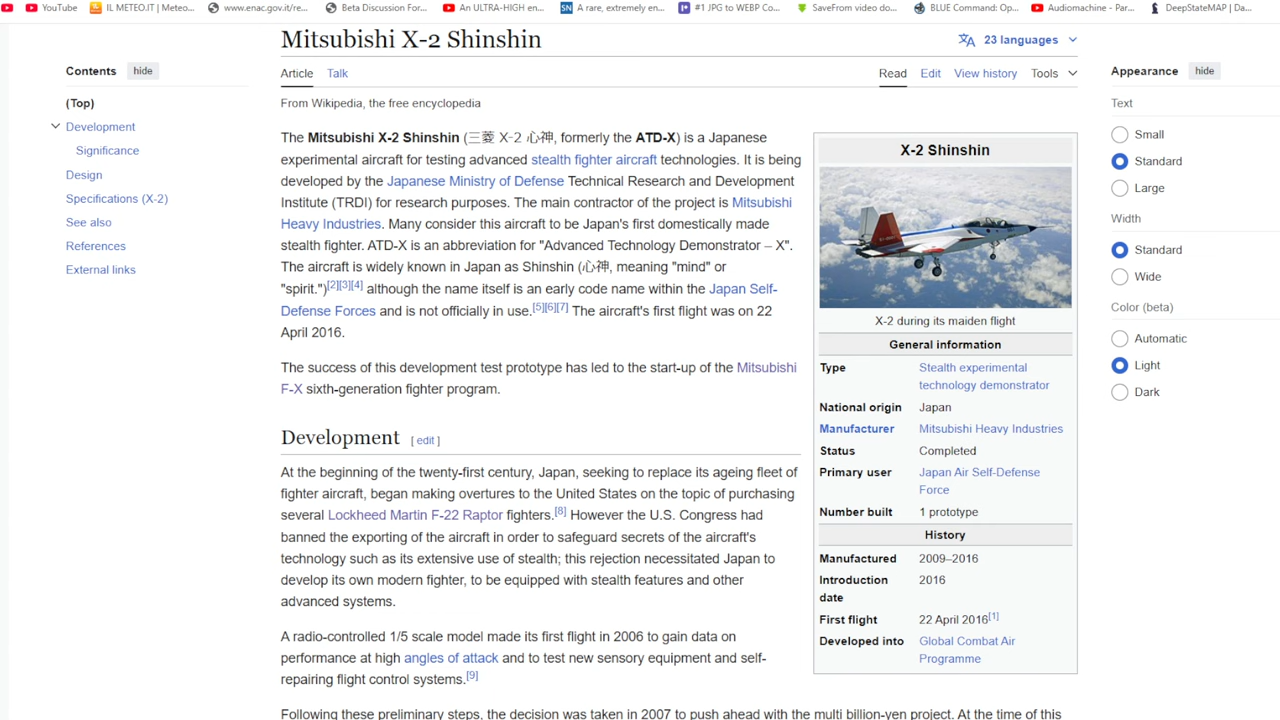 YouTube
IL METEO.IT | Meteo...
www.enac.gov.it/re...
Beta Discussion For...
An ULTRA-HIGH en...
SN A rare, extremely en...
#1 JPG to WEBP Co...
SaveFrom video do...
BLUE Command: Op...
Audiomachine - Par...
DeepStateMAP | Da...
Mitsubishi X-2 Shinshin
23 languages
Contents hide
(Top)
Development
Significance
Design
Specifications (X-2)
See also
References
External links
Article Talk
Read Edit View history Tools
From Wikipedia, the free encyclopedia
The Mitsubishi X-2 Shinshin (三菱 X-2 心神, formerly the ATD-X) is a Japanese
experimental aircraft for testing advanced stealth fighter aircraft technologies. It is being
developed by the Japanese Ministry of Defense Technical Research and Development
Institute (TRDI) for research purposes. The main contractor of the project is Mitsubishi
Heavy Industries. Many consider this aircraft to be Japan's first domestically made
stealth fighter. ATD-X is an abbreviation for "Advanced Technology Demonstrator – X".
The aircraft is widely known in Japan as Shinshin (心神, meaning "mind" or
"spirit.")[2][3][4] although the name itself is an early code name within the Japan Self-
Defense Forces and is not officially in use.[5][6][7] The aircraft's first flight was on 22
April 2016.
The success of this development test prototype has led to the start-up of the Mitsubishi
F-X sixth-generation fighter program.
Development [ edit ]
At the beginning of the twenty-first century, Japan, seeking to replace its ageing fleet of
fighter aircraft, began making overtures to the United States on the topic of purchasing
several Lockheed Martin F-22 Raptor fighters.[8] However the U.S. Congress had
banned the exporting of the aircraft in order to safeguard secrets of the aircraft's
technology such as its extensive use of stealth; this rejection necessitated Japan to
develop its own modern fighter, to be equipped with stealth features and other
advanced systems.
A radio-controlled 1/5 scale model made its first flight in 2006 to gain data on
performance at high angles of attack and to test new sensory equipment and self-
repairing flight control systems.[9]
Following these preliminary steps, the decision was taken in 2007 to push ahead with the multi billion-yen project. At the time of this
X-2 Shinshin
X-2 during its maiden flight
General information
Type Stealth experimental
technology demonstrator
National origin Japan
Manufacturer Mitsubishi Heavy Industries
Status Completed
Primary user Japan Air Self-Defense
Force
Number built 1 prototype
History
Manufactured 2009–2016
Introduction 2016
date
First flight 22 April 2016[1]
Developed into Global Combat Air
Programme
Appearance hide
Text
Small
Standard
Large
Width
Standard
Wide
Color (beta)
Automatic
Light
Dark